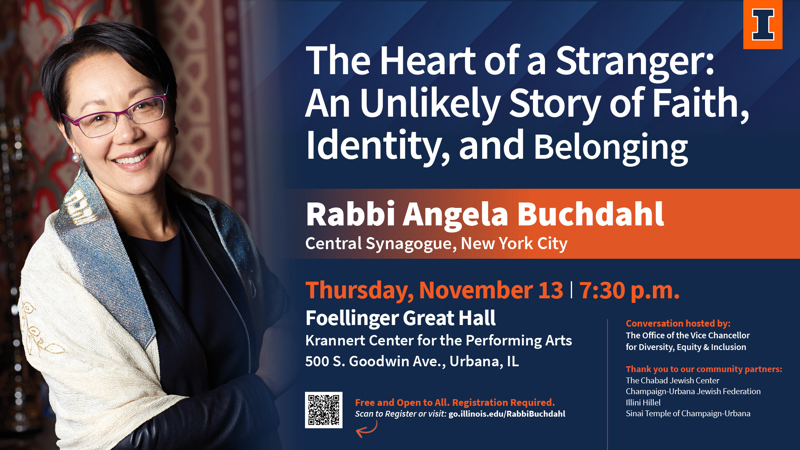 I
The Heart of a Stranger:
An Unlikely Story of Faith,
Identity, and Belonging
Rabbi Angela Buchdahl
Central Synagogue, New York City
Thursday, November 13 | 7:30 p.m.
Foellinger Great Hall
Krannert Center for the Performing Arts
500 S. Goodwin Ave., Urbana, IL
Free and Open to All. Registration Required.
Scan to Register or visit: go.illinois.edu/RabbiBuchdahl
Conversation hosted by:
The Office of the Vice Chancellor
for Diversity, Equity & Inclusion
Thank you to our community partners:
The Chabad Jewish Center
Champaign-Urbana Jewish Federation
Illini Hillel
Sinai Temple of Champaign-Urbana